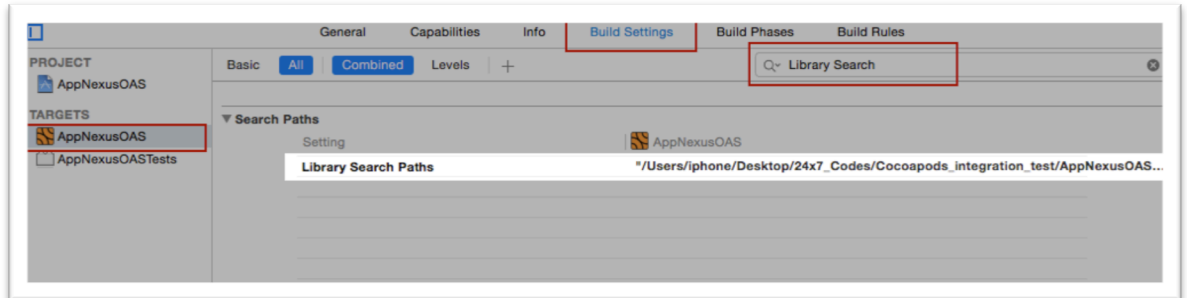 General Capabilities Info Build Settings Build Phases Build Rules
PROJECT
AppNexusOAS
TARGETS
AppNexusOAS
AppNexusOASTests
Basic All Combined Levels + Library Search
Search Paths
Setting AppNexusOAS
Library Search Paths "/Users/iphone/Desktop/24x7_Codes/Cocoapods_integration_test/AppNexusOAS...